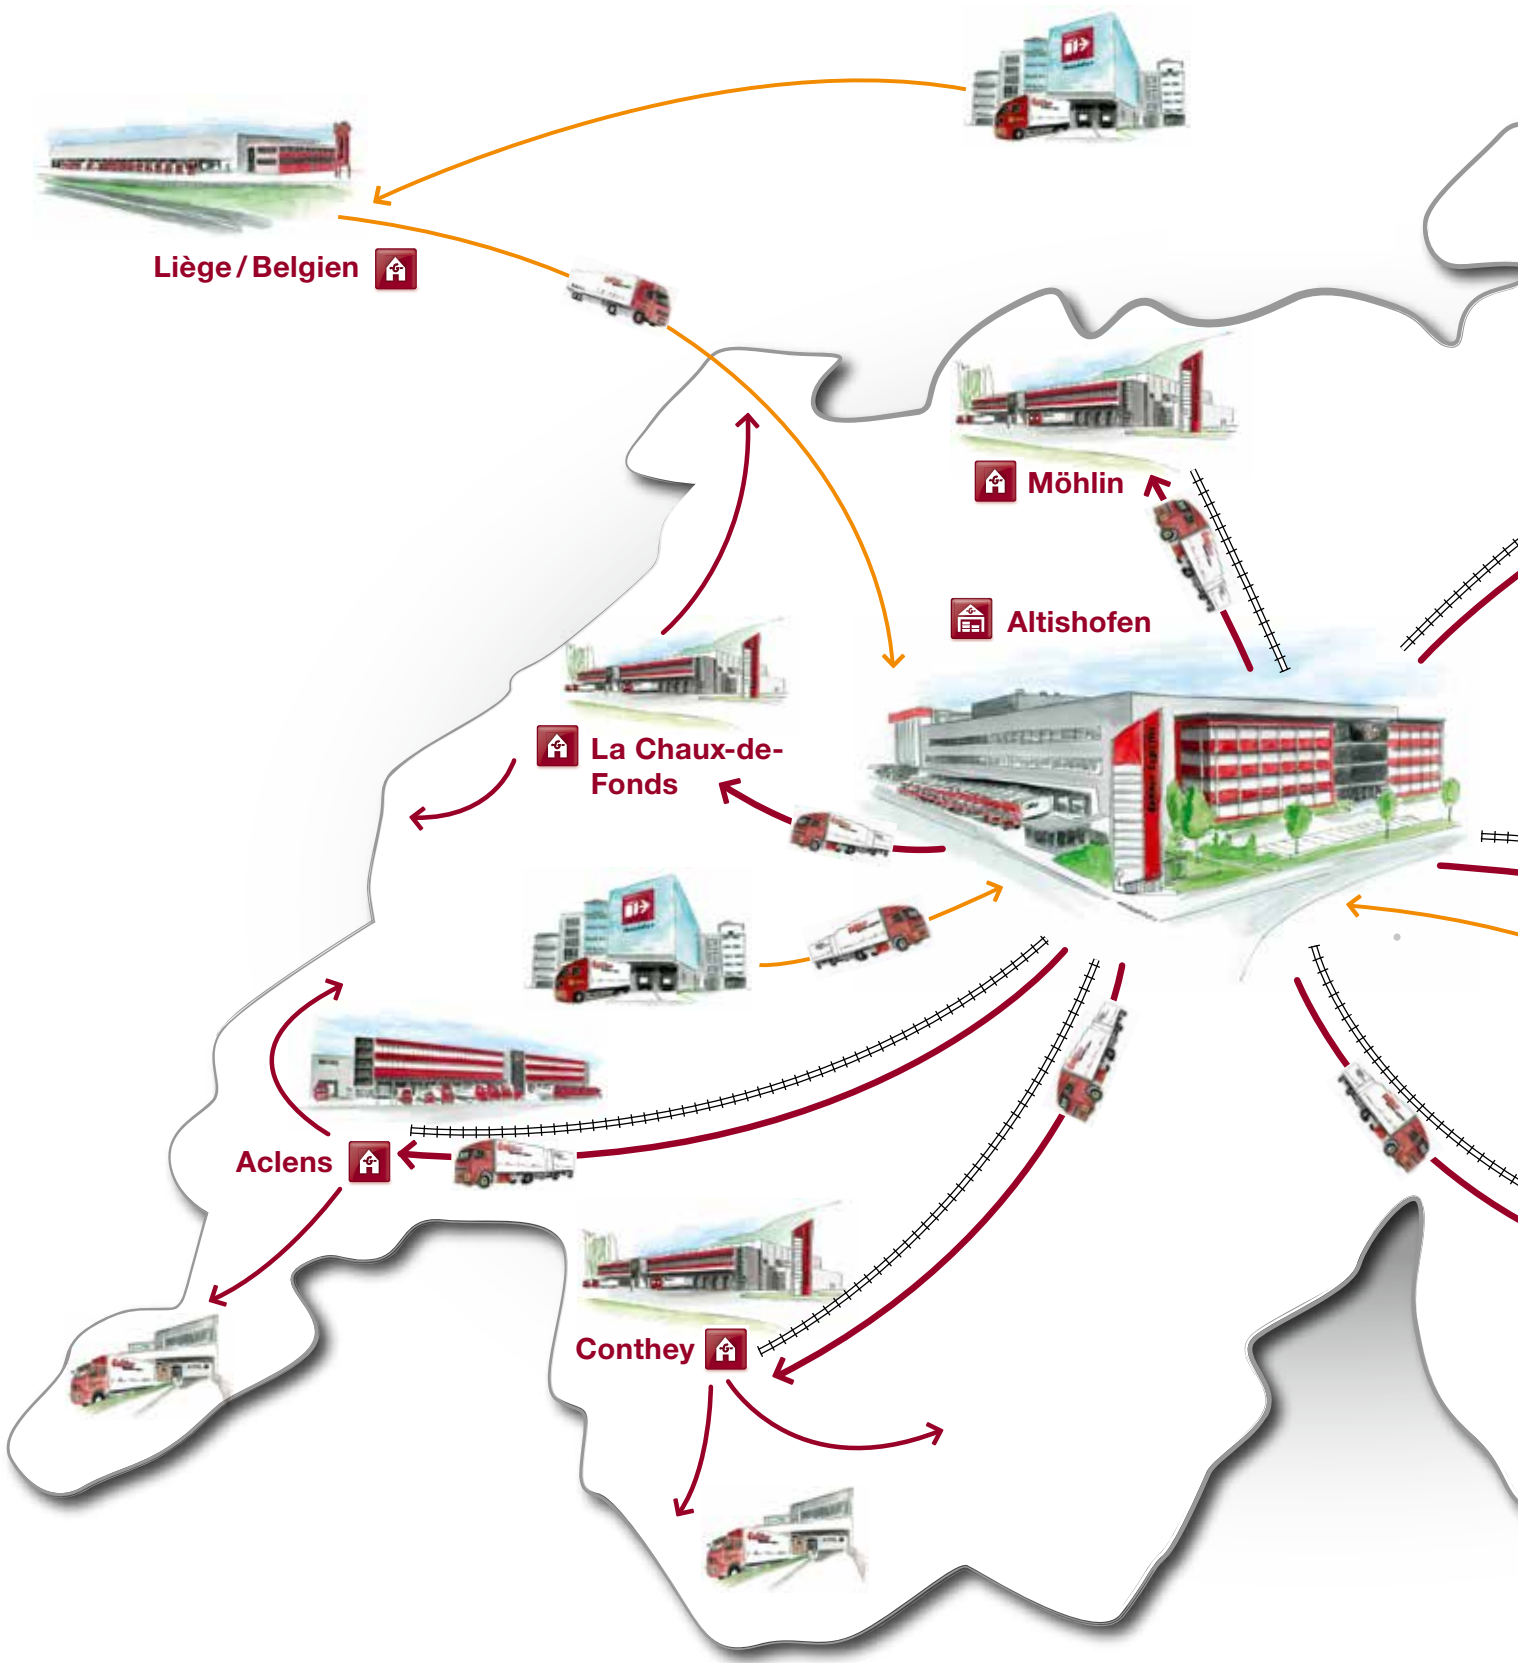 Liège / Belgien
Möhlin
Altishofen
La Chaux-de-
Fonds
Aclens
Conthey